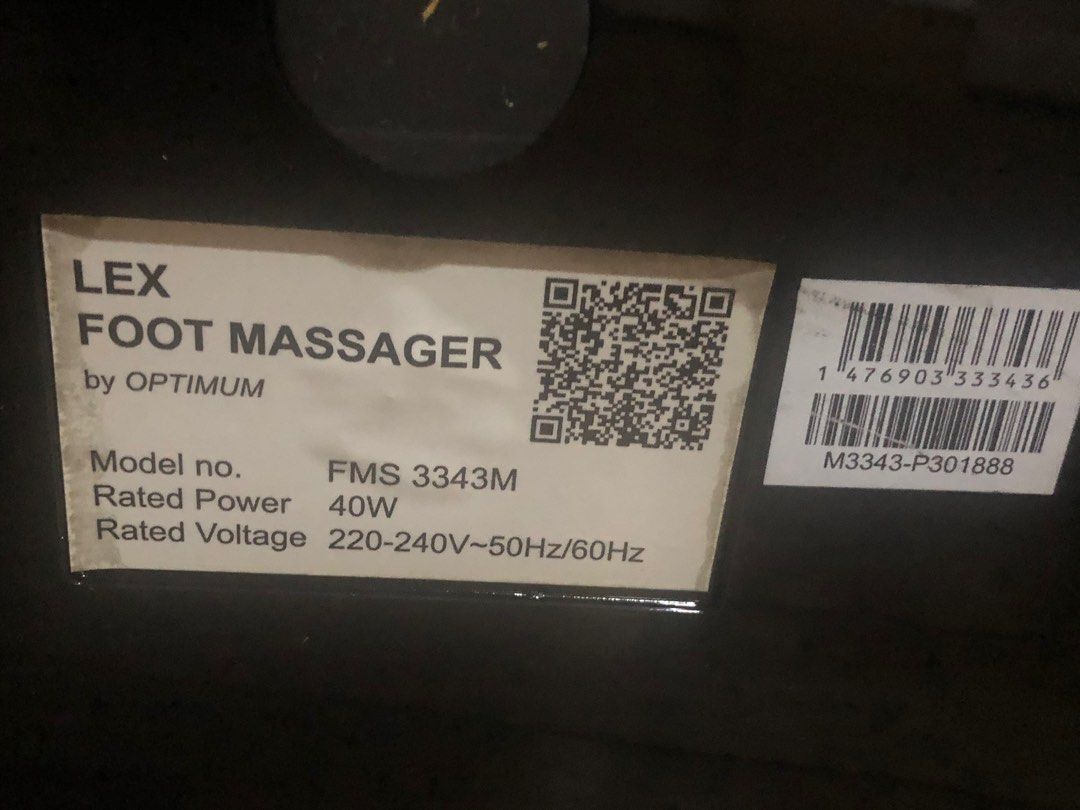 LEX
FOOT MASSAGER
by OPTIMUM
Model no. FMS 3343M
Rated Power 40W
Rated Voltage 220-240V~50Hz/60Hz
1 476903 333436
M3343-P301888